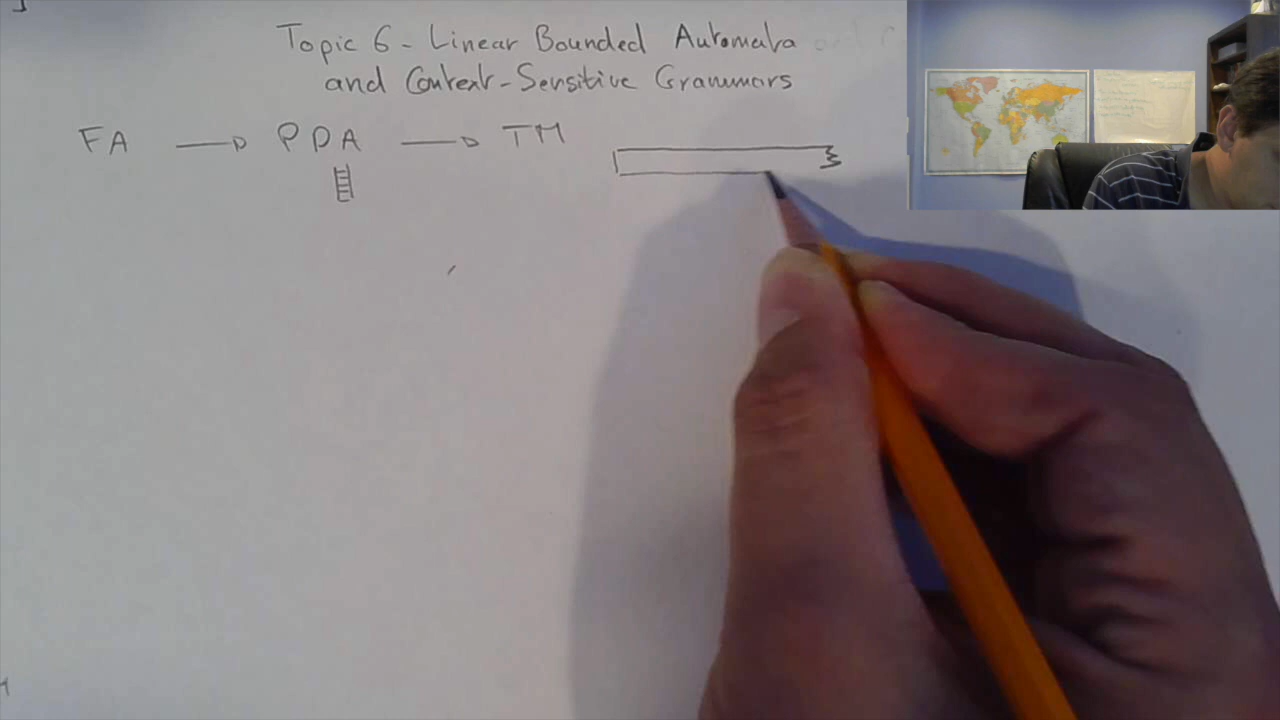 Topic 6 - Linear Bounded Automata
and Context-Sensitive Grammars
FA → PDA → TM